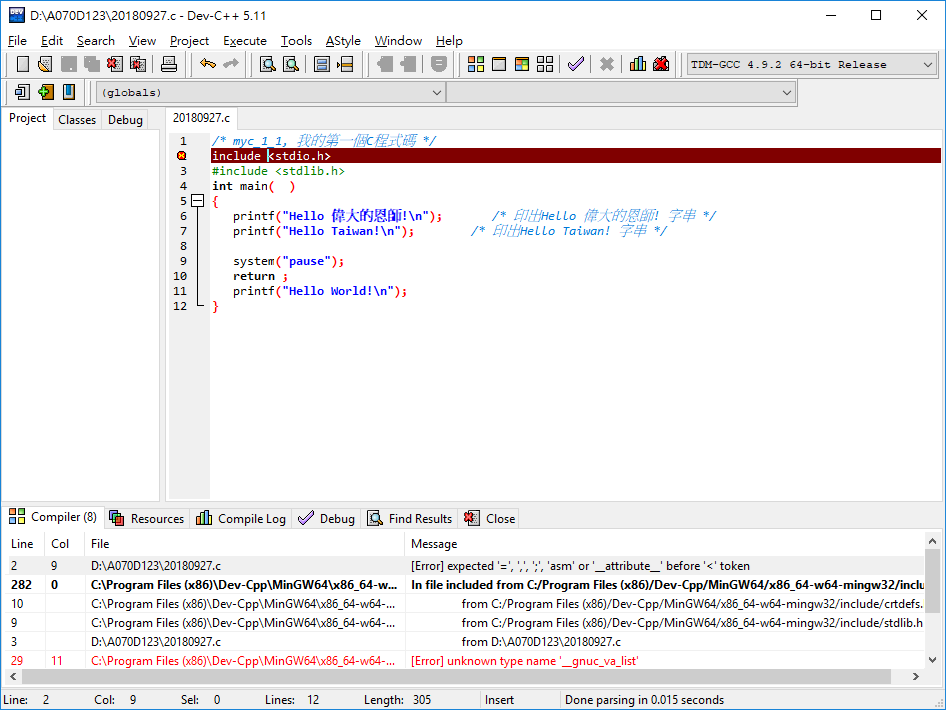 D:\A070D123\20180927.c - Dev-C++ 5.11
File Edit Search View Project Execute Tools AStyle Window Help
TDM-GCC 4.9.2 64-bit Release
(globals)
Project Classes Debug
20180927.c
1 /* myc_1_1, 我的第一個C程式碼 */
include <stdio.h>
3 #include <stdlib.h>
4 int main(  )
5 {
6 printf("Hello 偉大的恩師!\n"); /* 印出Hello 偉大的恩師! 字串 */
7 printf("Hello Taiwan!\n"); /* 印出Hello Taiwan! 字串 */
8
9 system("pause");
10 return ;
11 printf("Hello World!\n");
12 }
Compiler (8) Resources Compile Log Debug Find Results Close
Line Col File Message
2 9 D:\A070D123\20180927.c [Error] expected '=', ',', ';', 'asm' or '__attribute__' before '<' token
282 0 C:\Program Files (x86)\Dev-Cpp\MinGW64\x86_64-w... In file included from C:/Program Files (x86)/Dev-Cpp/MinGW64/x86_64-w64-mingw32/inclu
10 C:\Program Files (x86)\Dev-Cpp\MinGW64\x86_64-w64-... from C:/Program Files (x86)/Dev-Cpp/MinGW64/x86_64-w64-mingw32/include/crtdefs.
9 C:\Program Files (x86)\Dev-Cpp\MinGW64\x86_64-w64-... from C:/Program Files (x86)/Dev-Cpp/MinGW64/x86_64-w64-mingw32/include/stdlib.h
3 D:\A070D123\20180927.c from D:\A070D123\20180927.c
29 11 C:\Program Files (x86)\Dev-Cpp\MinGW64\x86_64-w64-... [Error] unknown type name '__gnuc_va_list'
Line: 2 Col: 9 Sel: 0 Lines: 12 Length: 305 Insert Done parsing in 0.015 seconds